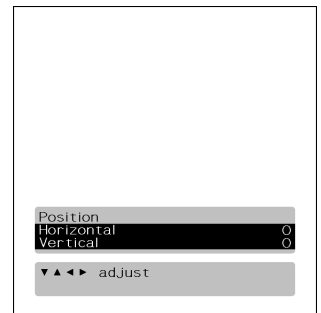 Position
Horizontal 0
Vertical 0
▼▲◄► adjust